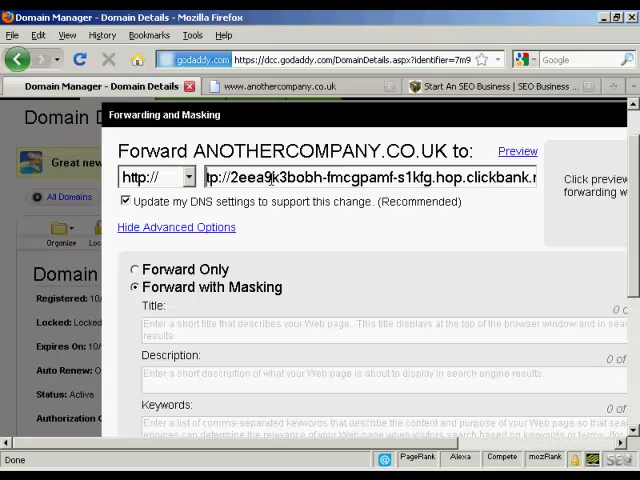 Domain Manager - Domain Details - Mozilla Firefox
File Edit View History Bookmarks Tools Help
godaddy.com https://dcc.godaddy.com/DomainDetails.aspx?identifier=7m9 Google
Domain Manager - Domain Details www.anothercompany.co.uk Start An SEO Business | SEO Business ...
Domain De
Forwarding and Masking
Forward ANOTHERCOMPANY.CO.UK to: Preview
Great new
http:// tp://2eea9k3bobh-fmcgpamf-s1kfg.hop.clickbank.n
Click preview
forwarding w
All Domains
Update my DNS settings to support this change. (Recommended)
Hide Advanced Options
Organize Loc
Forward Only
Domain
Forward with Masking
Registered: 10/
Title: 0 o
Locked: Locked
Enter a short title that describes your Web page. This title displays at the top of the browser window and in sea
results.
Expires On: 10/
Description: 0 of
Auto Renew: O
Enter a short description of what your Web page is about to display in search engine results.
Status: Active
Keywords: 0 of
Authorization C
Enter a list of comma-separated keywords that describe the content and purpose of your Web page so that sea
Done PageRank Alexa Compete mozRank SEO